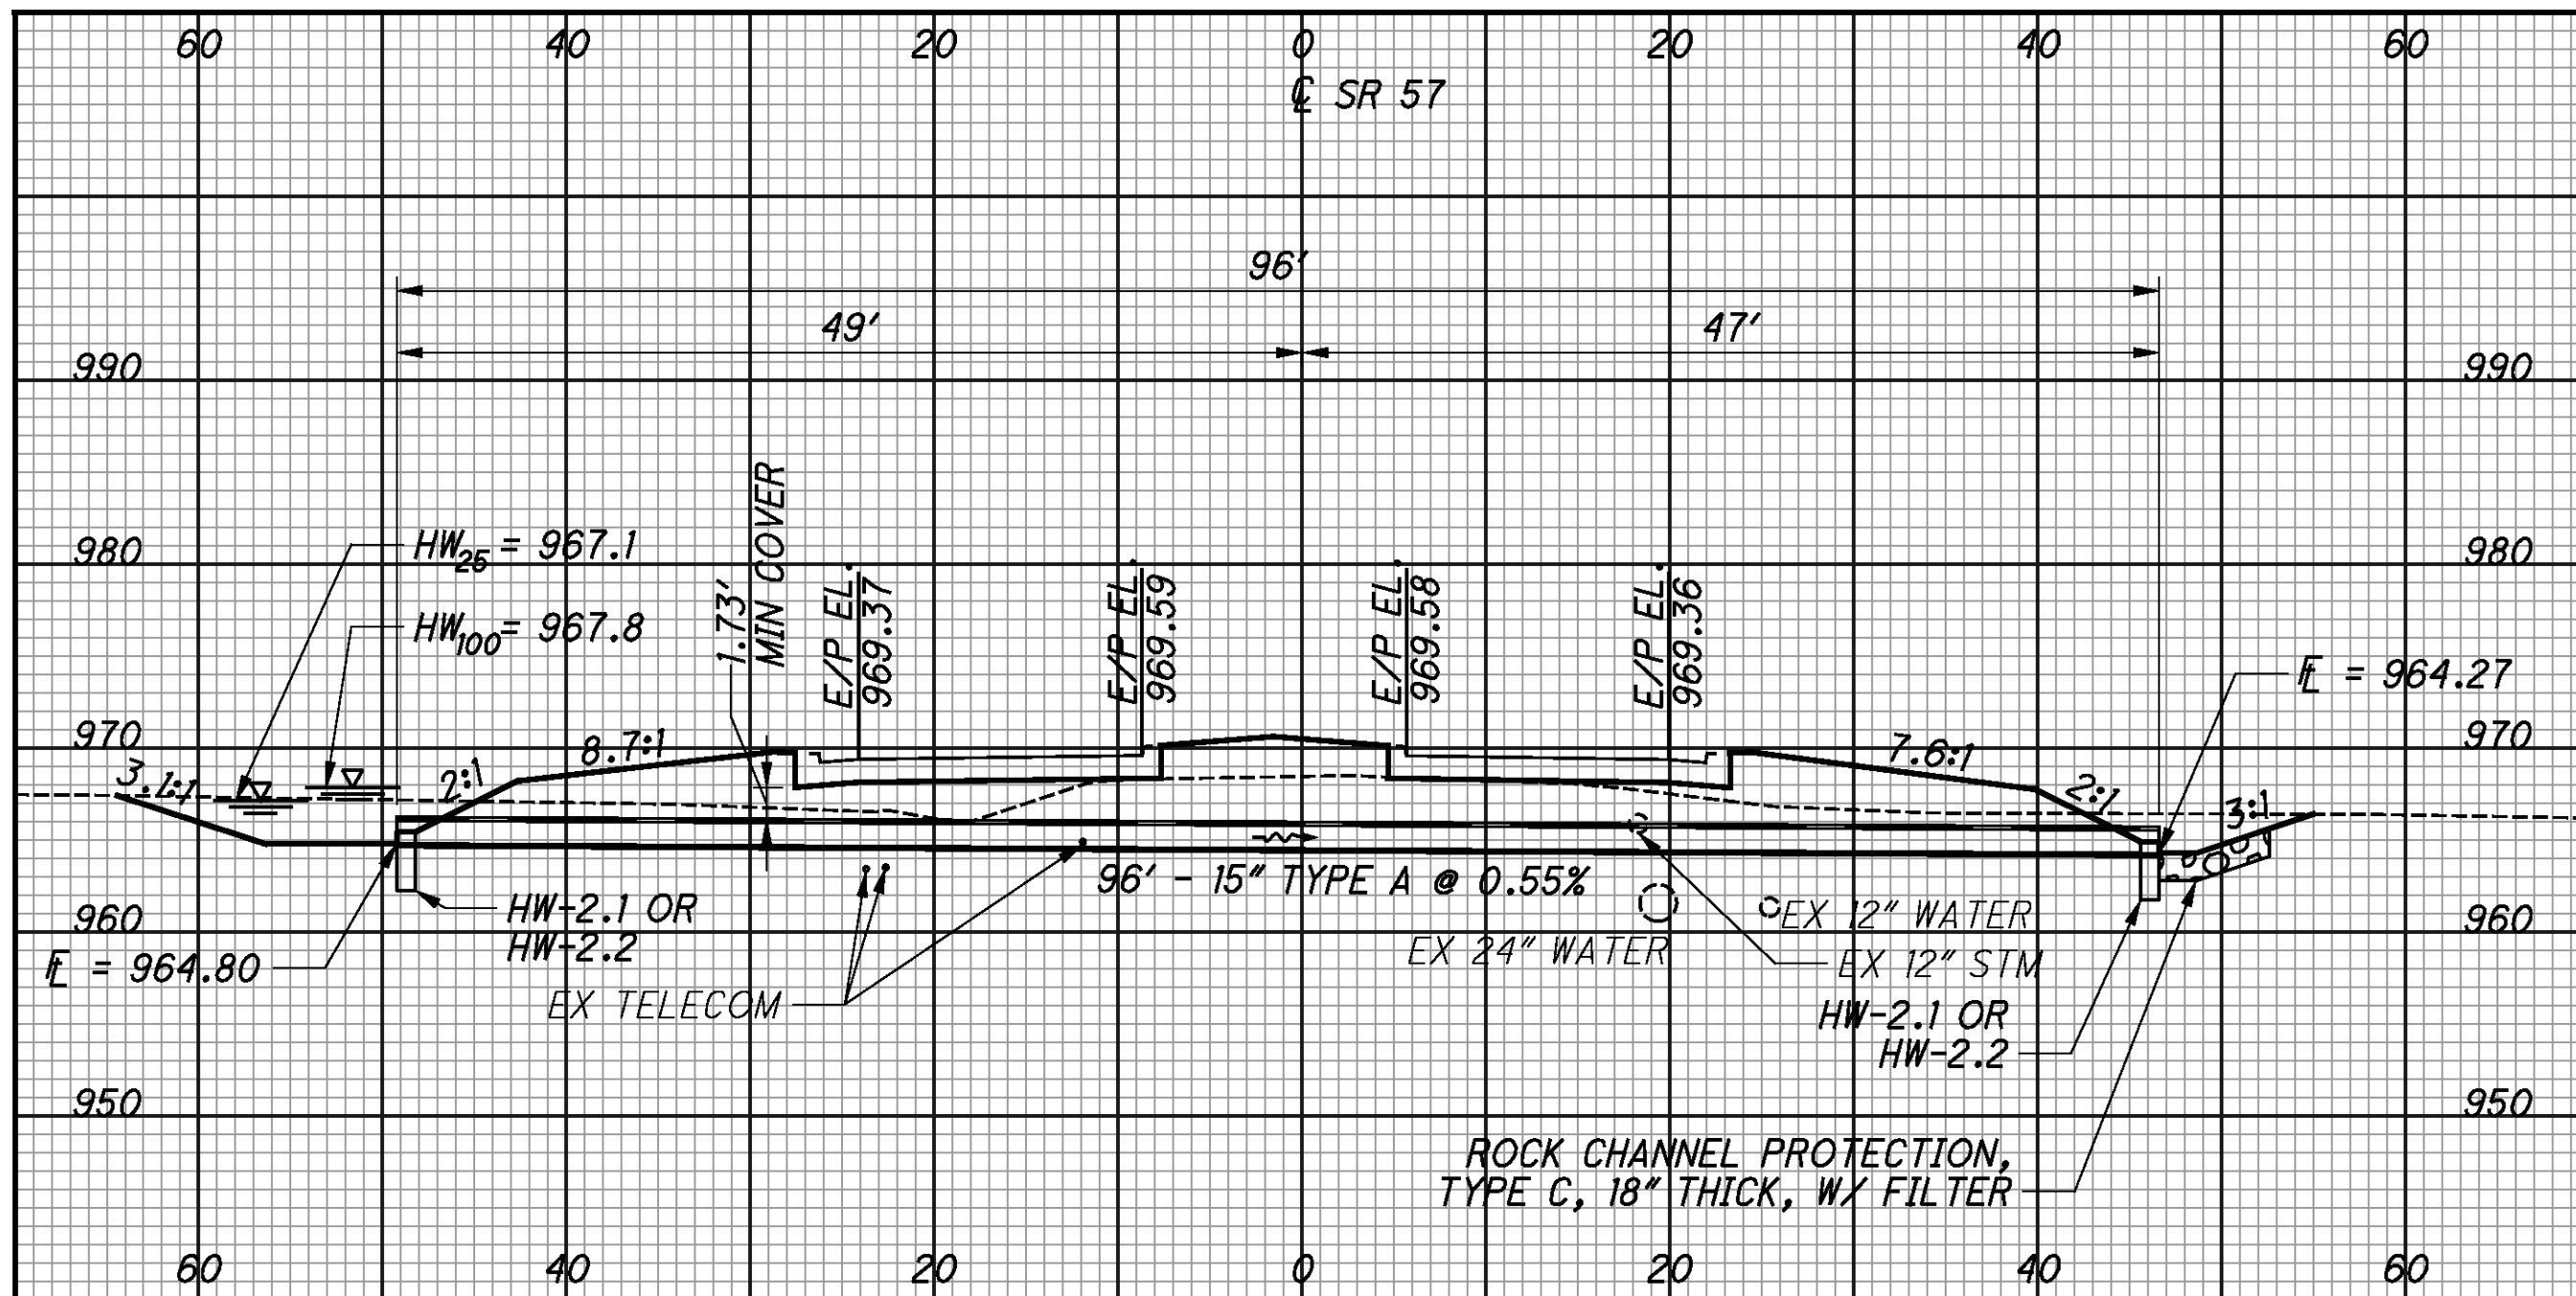 60 40 20 0 20 40 60
℄ SR 57
96'
49' 47'
990 990
HW25 = 967.1
980 980
HW100 = 967.8
1.73'
MIN COVER
E/P EL.
969.37
E/P EL.
969.59
E/P EL.
969.58
E/P EL.
969.36
FL = 964.27
970 970
3.1:1
2:1
8.7:1
7.6:1
2:1
3:1
96' - 15" TYPE A @ 0.55%
HW-2.1 OR
HW-2.2
960 960
EX 12" WATER
EX 24" WATER
EX 12" STM
FL = 964.80
EX TELECOM
HW-2.1 OR
HW-2.2
950 950
ROCK CHANNEL PROTECTION,
TYPE C, 18" THICK, W/ FILTER
60 40 20 0 20 40 60